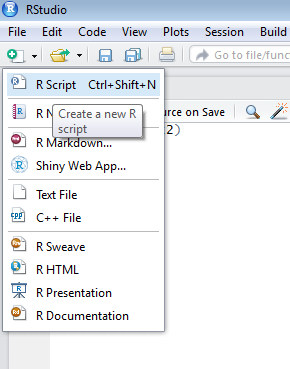 RStudio
File Edit Code View Plots Session Build
Go to file/func
R Script Ctrl+Shift+N
Create a new R
script
R N
ource on Save
2)
R Markdown...
Shiny Web App...
Text File
C++ File
R Sweave
R HTML
R Presentation
R Documentation